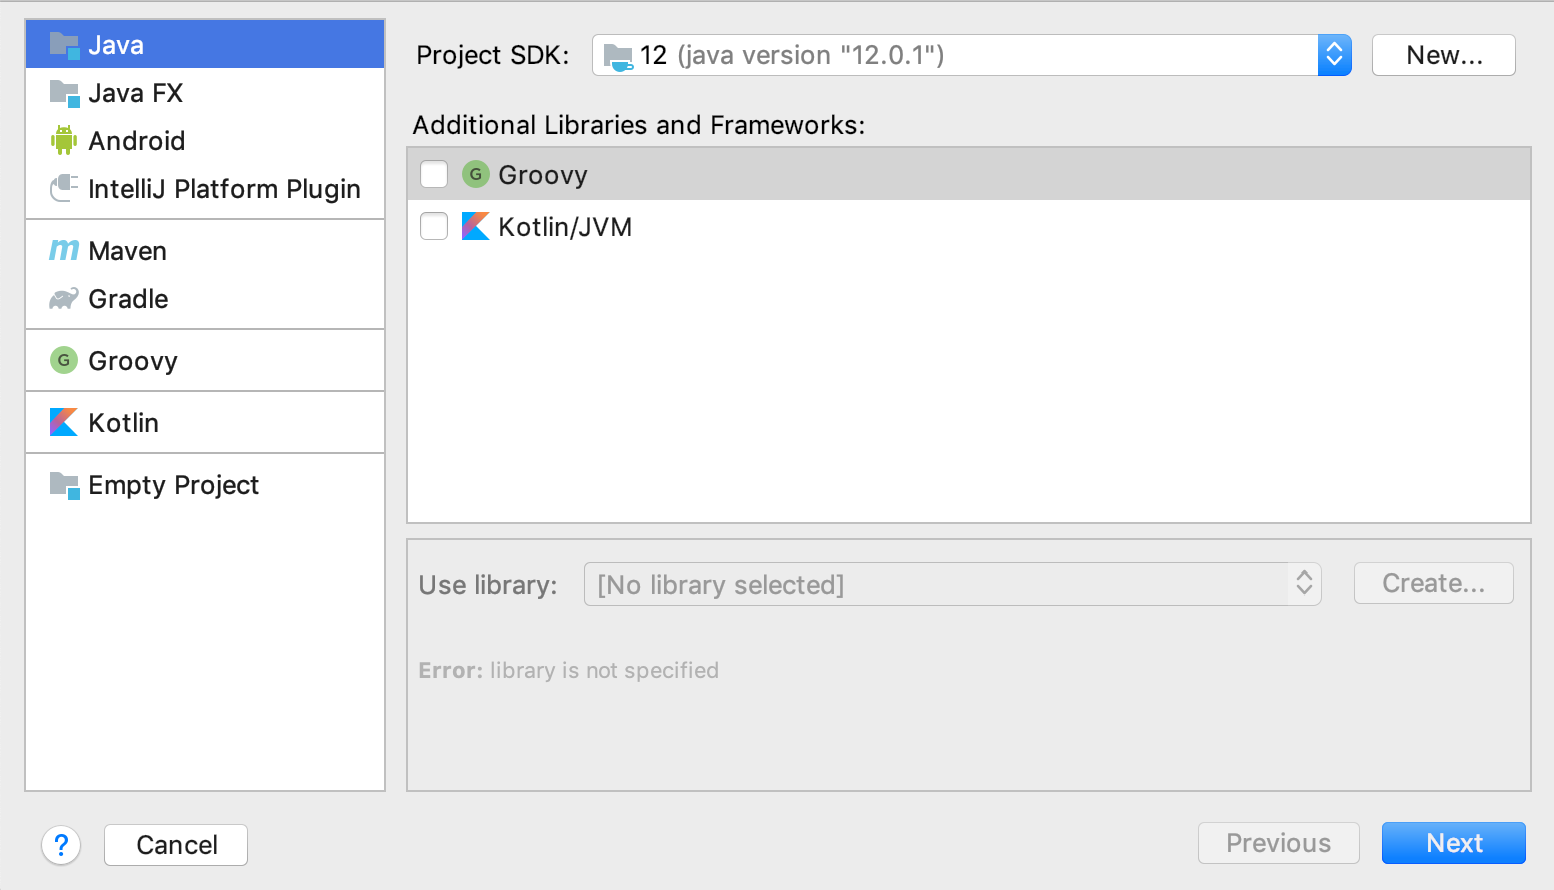 Java
Java FX
Android
IntelliJ Platform Plugin
m Maven
Gradle
G Groovy
Kotlin
Empty Project
Project SDK: 12 (java version "12.0.1") New...
Additional Libraries and Frameworks:
G Groovy
Kotlin/JVM
Use library: [No library selected] Create...
Error: library is not specified
? Cancel Previous Next